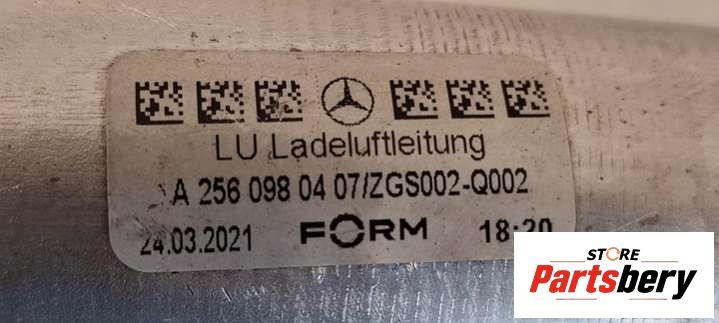 LU Ladeluftleitung
A 256 098 04 07/ZGS002-Q002
24.03.2021 FORM 18:20
STORE
Partsbery